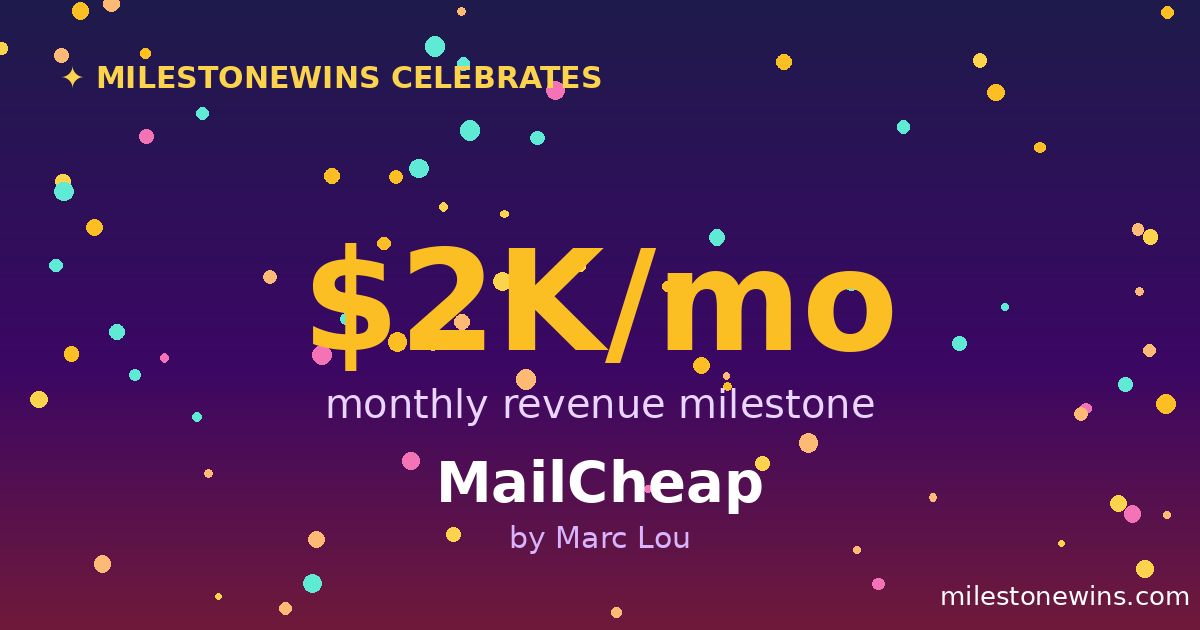 ✦ MILESTONEWINS CELEBRATES
$2K/mo
monthly revenue milestone
MailCheap
by Marc Lou
milestonewins.com